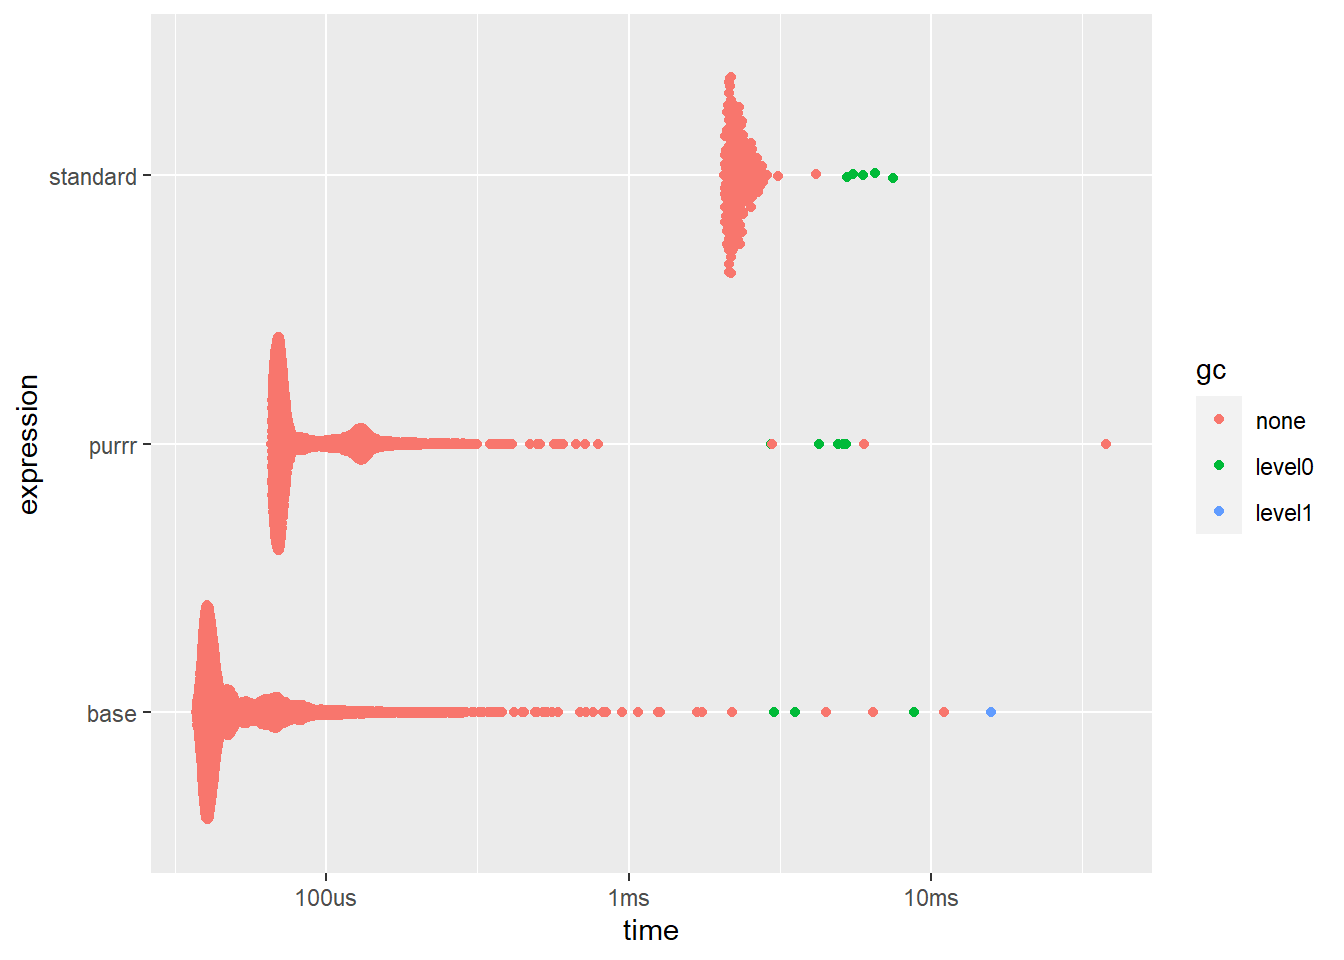 standard
purrr
base
expression
100us
1ms
10ms
time
gc
none
level0
level1